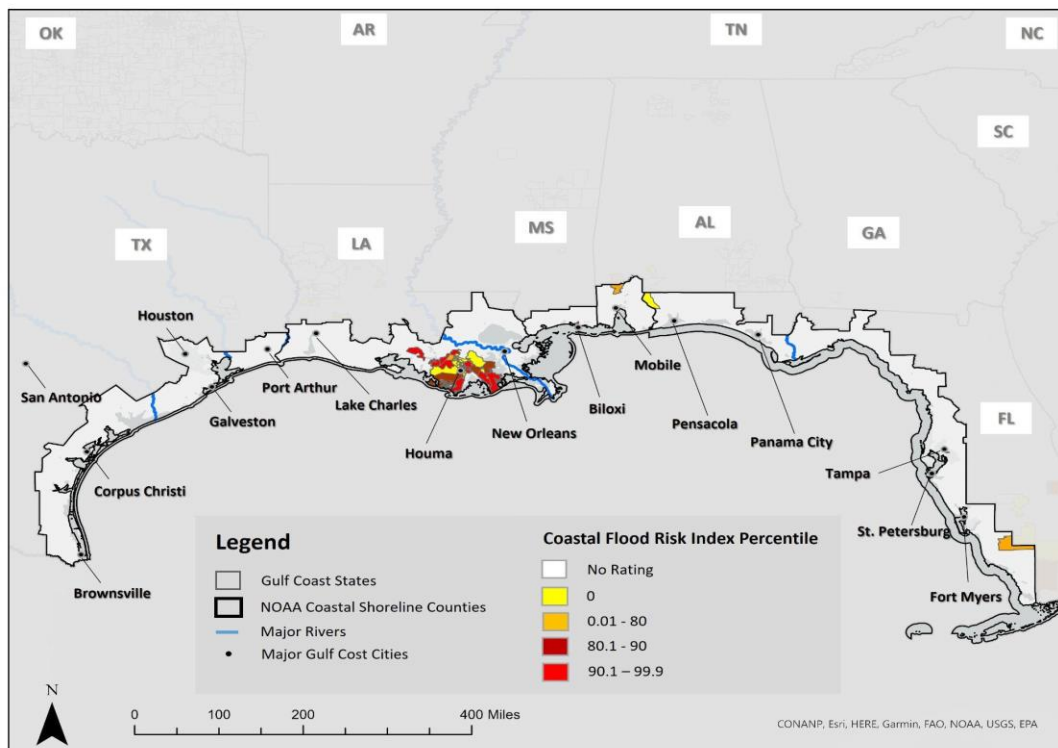 OK
AR
TN
NC
SC
MS
AL
GA
TX
LA
Houston
San Antonio
Port Arthur
Lake Charles
Galveston
Houma
New Orleans
Biloxi
Mobile
Pensacola
Panama City
FL
Tampa
Corpus Christi
St. Petersburg
Brownsville
Fort Myers
Legend
Gulf Coast States
NOAA Coastal Shoreline Counties
Major Rivers
Major Gulf Cost Cities
Coastal Flood Risk Index Percentile
No Rating
0
0.01 - 80
80.1 - 90
90.1 – 99.9
N
0 100 200 400 Miles
CONANP, Esri, HERE, Garmin, FAO, NOAA, USGS, EPA